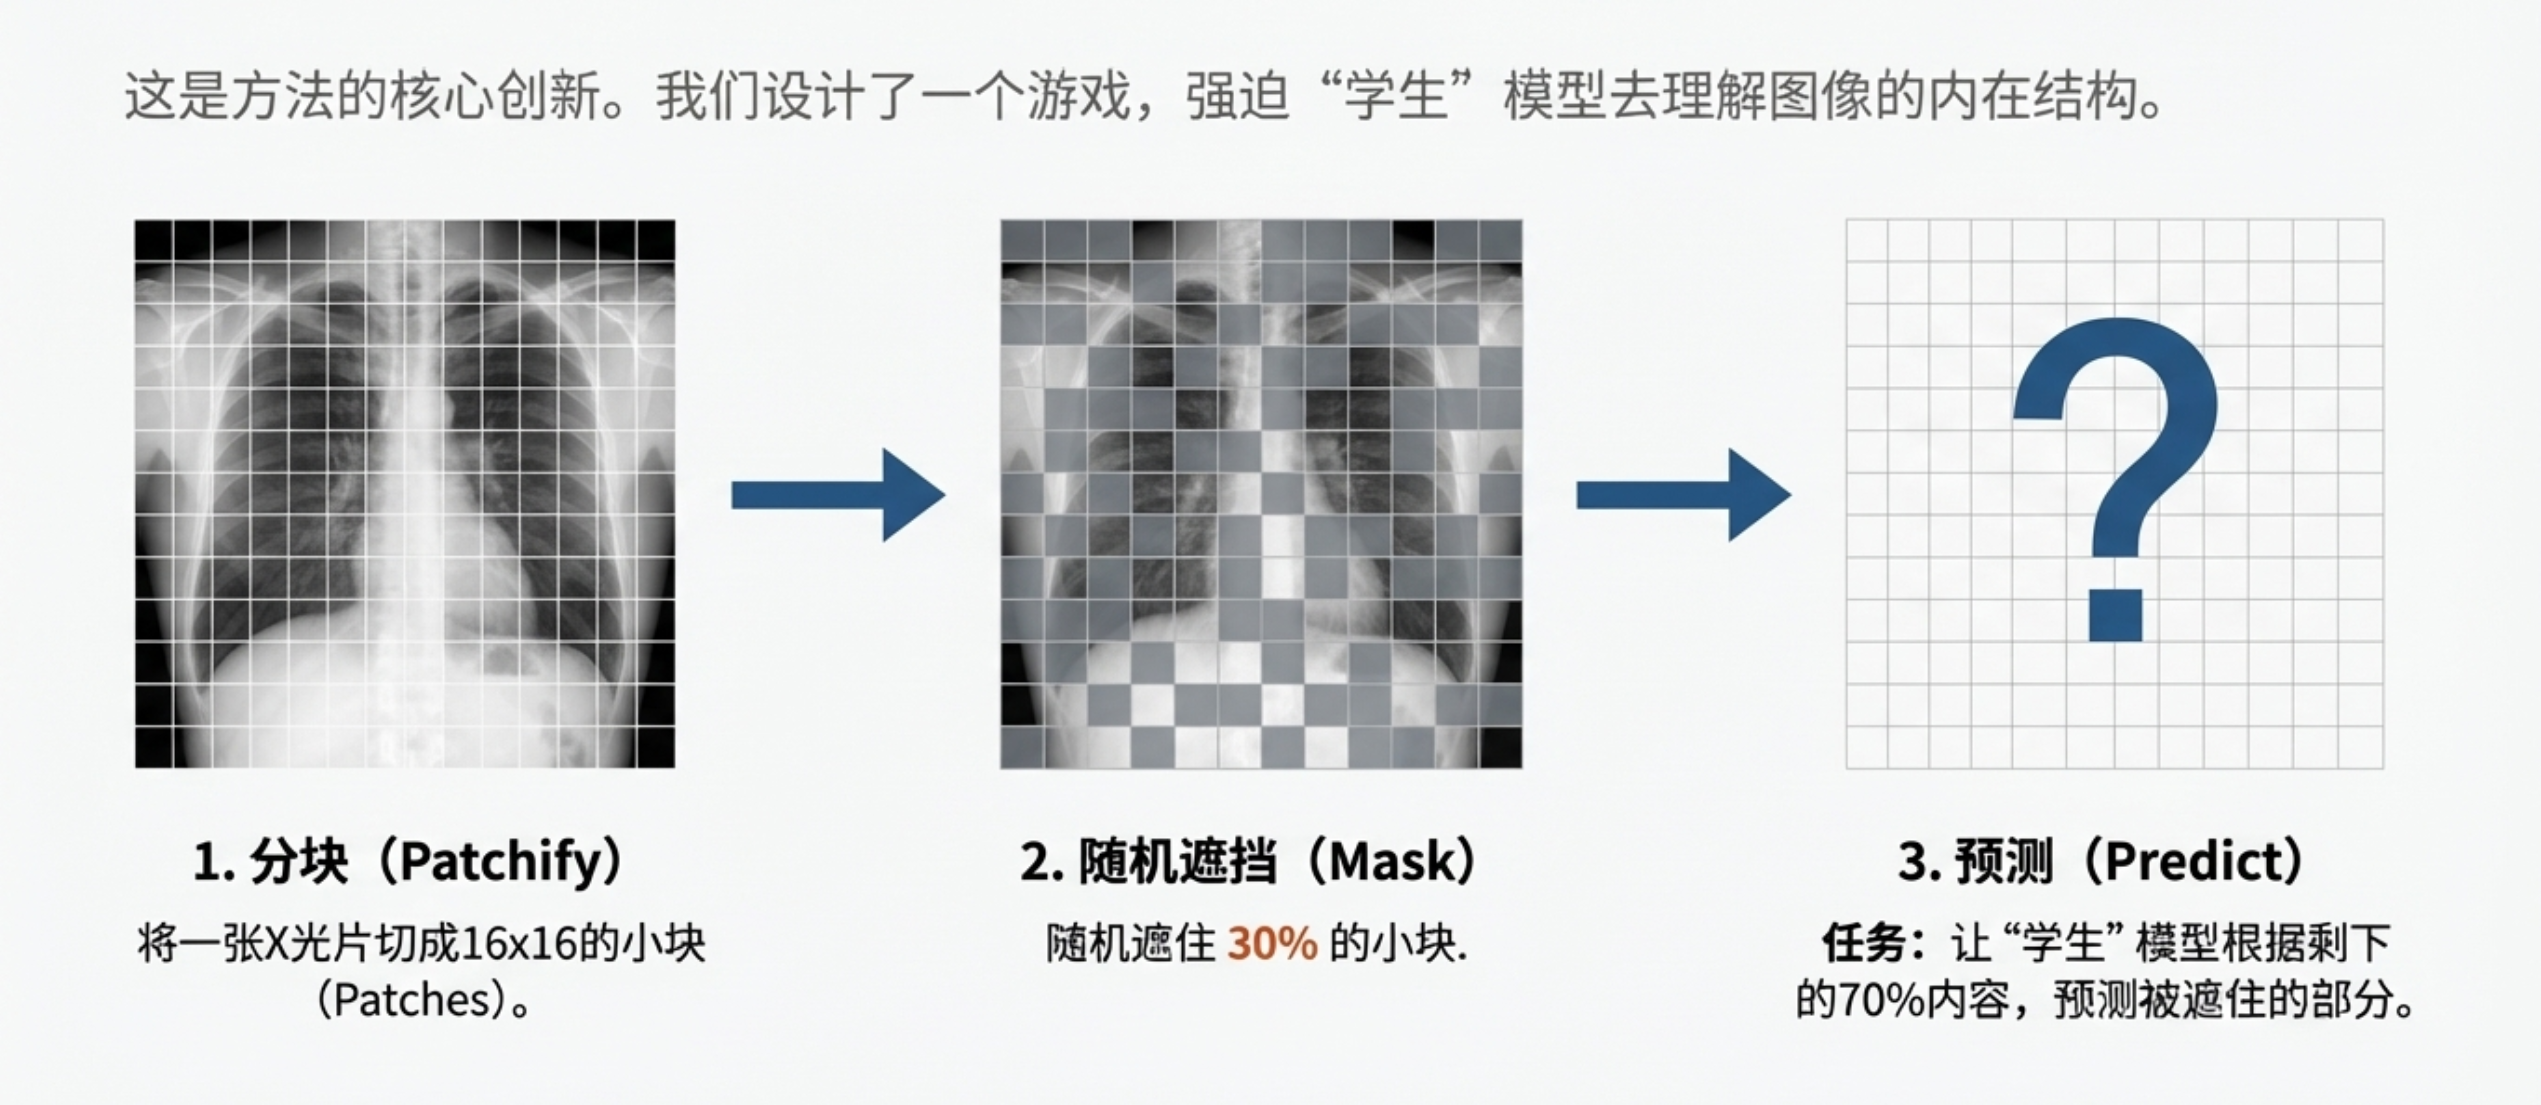 这是方法的核心创新。我们设计了一个游戏，强迫“学生”模型去理解图像的内在结构。
1. 分块（Patchify）
将一张X光片切成16x16的小块
（Patches）。
2. 随机遮挡（Mask）
随机遮住 30% 的小块.
3. 预测（Predict）
任务：让“学生”模型根据剩下
的70%内容，预测被遮住的部分。